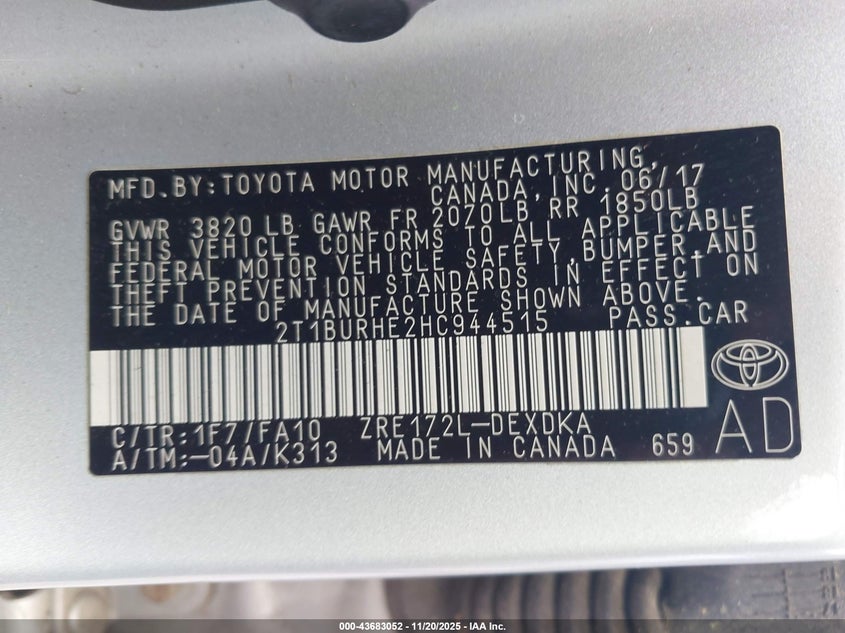 MFD.BY:TOYOTA MOTOR MANUFACTURING,
CANADA,INC. 06/17
GVWR 3820 LB GAWR FR 2070LB RR 1850LB
THIS VEHICLE CONFORMS TO ALL APPLICABLE
FEDERAL MOTOR VEHICLE SAFETY,BUMPER,AND
THEFT PREVENTION STANDARDS IN EFFECT ON
THE DATE OF MANUFACTURE SHOWN ABOVE.
2T1BURHE2HC944515 PASS.CAR
C/TR:1F7/FA10 ZRE172L-DEXDKA
A/TM:-04A/K313 MADE IN CANADA 659
AD
000-43683052 - 11/20/2025 - IAA Inc.